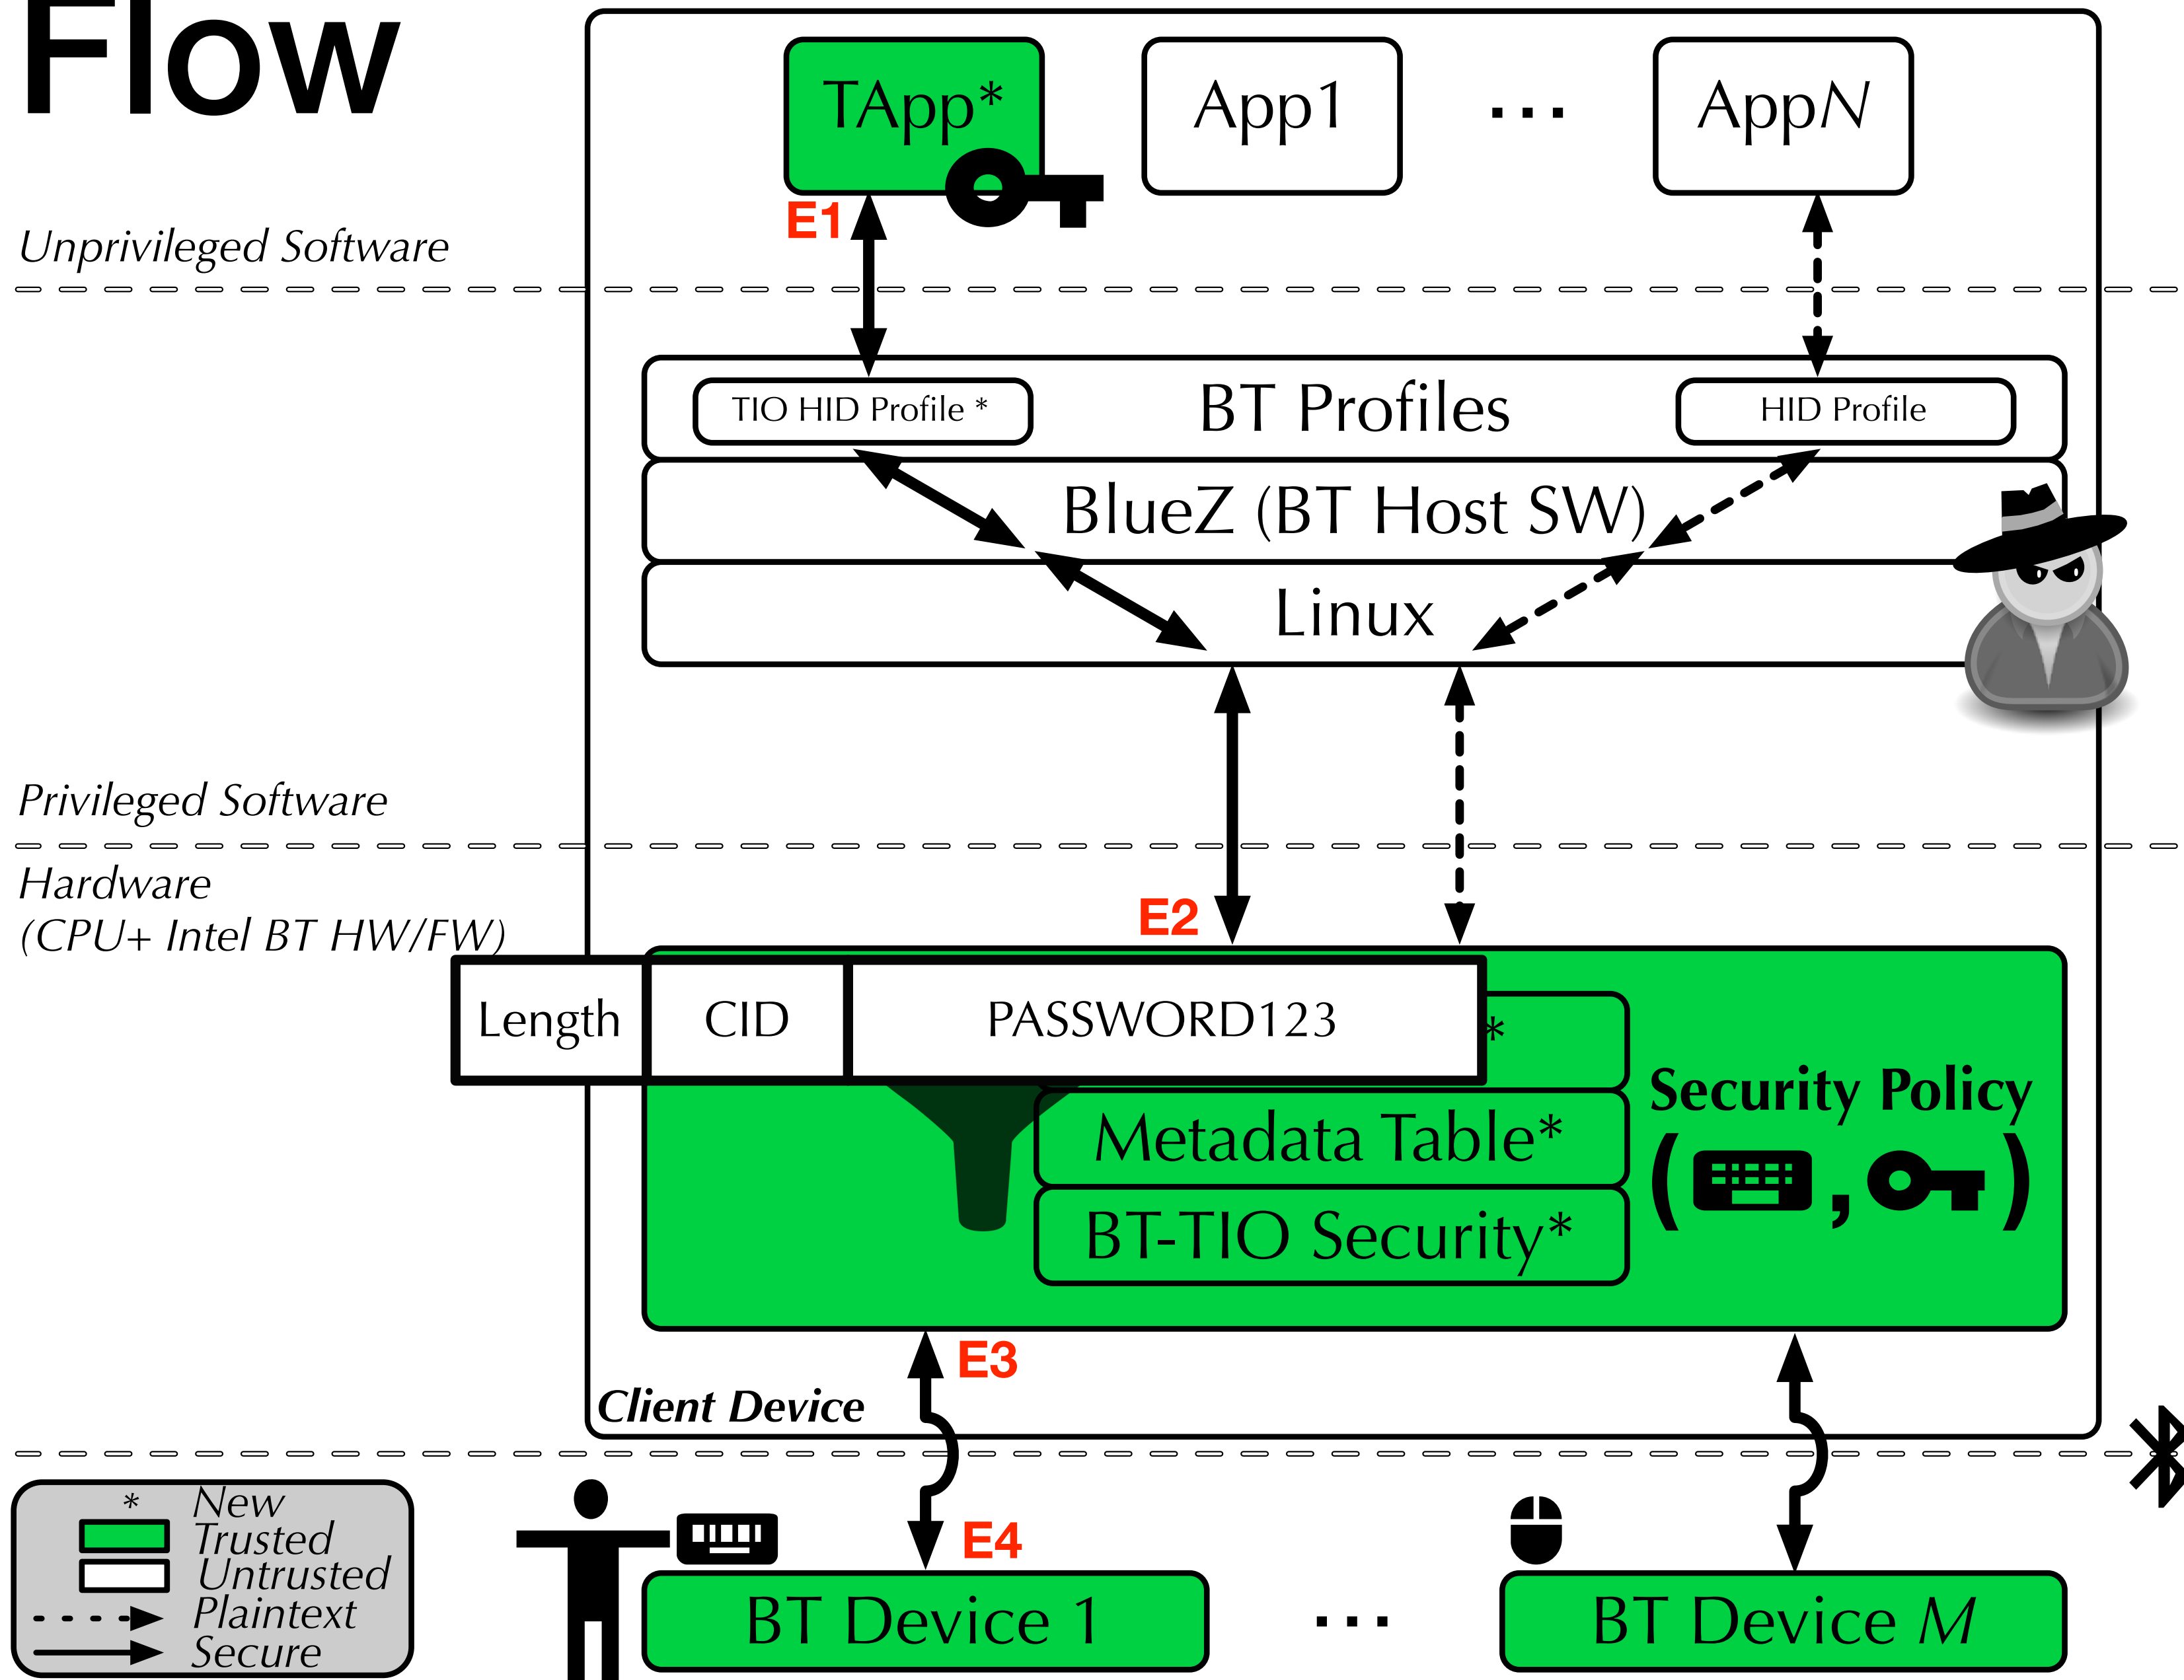 Flow
TApp*
App1
...
AppN
E1
Unprivileged Software
TIO HID Profile *
BT Profiles
HID Profile
BlueZ (BT Host SW)
Linux
Privileged Software
Hardware
(CPU+ Intel BT HW/FW)
E2
Length
CID
PASSWORD123
*
Security Policy
Metadata Table*
( , )
BT-TIO Security*
E3
Client Device
* New
Trusted
Untrusted
Plaintext
Secure
E4
BT Device 1
...
BT Device M